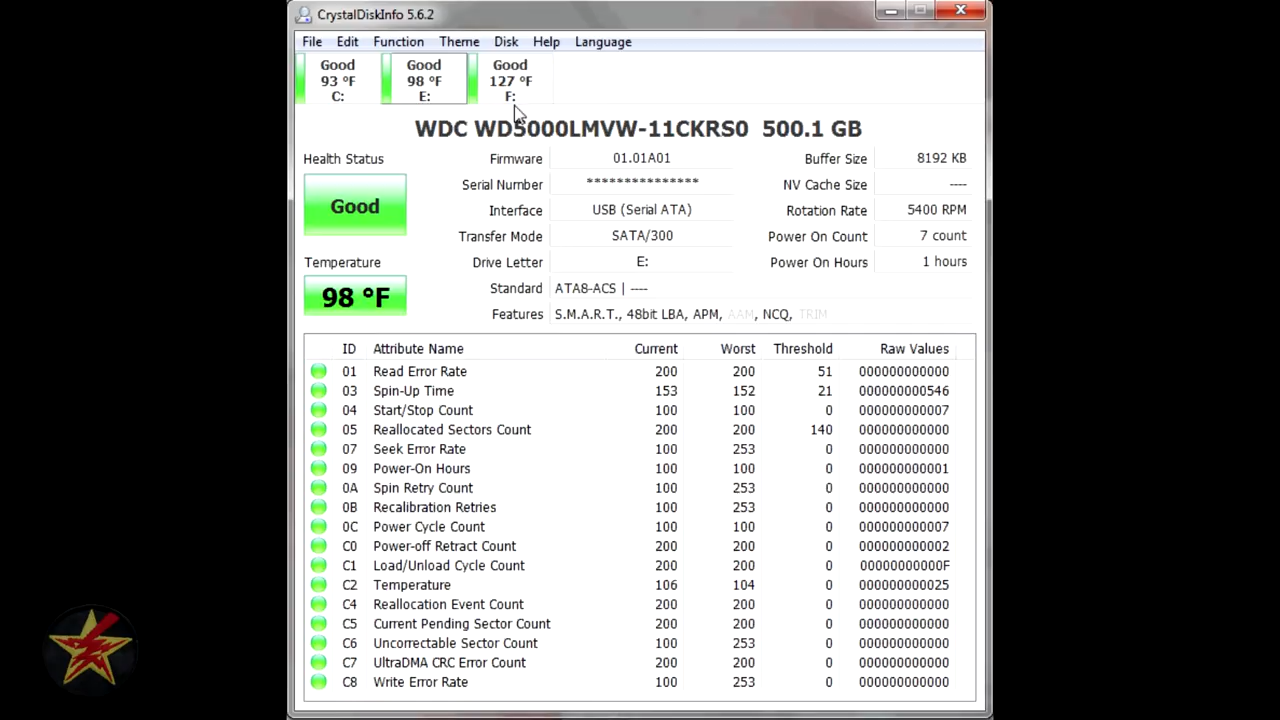 CrystalDiskInfo 5.6.2
File Edit Function Theme Disk Help Language
Good Good Good
93 °F 98 °F 127 °F
C: E: F:
WDC WD5000LMVW-11CKRS0 500.1 GB
Health Status Firmware 01.01A01 Buffer Size 8192 KB
Good Serial Number *************** NV Cache Size ----
Interface USB (Serial ATA) Rotation Rate 5400 RPM
Transfer Mode SATA/300 Power On Count 7 count
Temperature Drive Letter E: Power On Hours 1 hours
98 °F Standard ATA8-ACS | ----
Features S.M.A.R.T., 48bit LBA, APM, AAM, NCQ, TRIM
ID Attribute Name Current Worst Threshold Raw Values
01 Read Error Rate 200 200 51 000000000000
03 Spin-Up Time 153 152 21 000000000546
04 Start/Stop Count 100 100 0 000000000007
05 Reallocated Sectors Count 200 200 140 000000000000
07 Seek Error Rate 100 253 0 000000000000
09 Power-On Hours 100 100 0 000000000001
0A Spin Retry Count 100 253 0 000000000000
0B Recalibration Retries 100 253 0 000000000000
0C Power Cycle Count 100 100 0 000000000007
C0 Power-off Retract Count 200 200 0 000000000002
C1 Load/Unload Cycle Count 200 200 0 00000000000F
C2 Temperature 106 104 0 000000000025
C4 Reallocation Event Count 200 200 0 000000000000
C5 Current Pending Sector Count 200 200 0 000000000000
C6 Uncorrectable Sector Count 100 253 0 000000000000
C7 UltraDMA CRC Error Count 200 200 0 000000000000
C8 Write Error Rate 100 253 0 000000000000